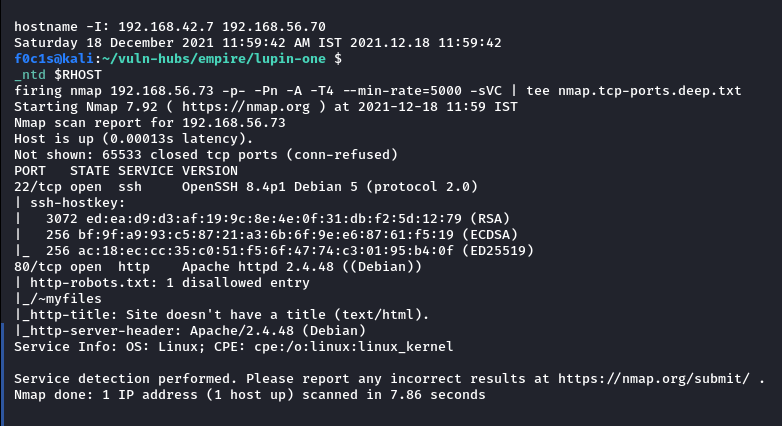 hostname -I: 192.168.42.7 192.168.56.70
Saturday 18 December 2021 11:59:42 AM IST 2021.12.18 11:59:42
f0c1s@kali:~/vuln-hubs/empire/lupin-one $
_ntd $RHOST
firing nmap 192.168.56.73 -p- -Pn -A -T4 --min-rate=5000 -sVC | tee nmap.tcp-ports.deep.txt
Starting Nmap 7.92 ( https://nmap.org ) at 2021-12-18 11:59 IST
Nmap scan report for 192.168.56.73
Host is up (0.00013s latency).
Not shown: 65533 closed tcp ports (conn-refused)
PORT   STATE SERVICE VERSION
22/tcp open  ssh     OpenSSH 8.4p1 Debian 5 (protocol 2.0)
| ssh-hostkey:
|   3072 ed:ea:d9:d3:af:19:9c:8e:4e:0f:31:db:f2:5d:12:79 (RSA)
|   256 bf:9f:a9:93:c5:87:21:a3:6b:6f:9e:e6:87:61:f5:19 (ECDSA)
|_  256 ac:18:ec:cc:35:c0:51:f5:6f:47:74:c3:01:95:b4:0f (ED25519)
80/tcp open  http    Apache httpd 2.4.48 ((Debian))
| http-robots.txt: 1 disallowed entry
|_/~myfiles
|_http-title: Site doesn't have a title (text/html).
|_http-server-header: Apache/2.4.48 (Debian)
Service Info: OS: Linux; CPE: cpe:/o:linux:linux_kernel

Service detection performed. Please report any incorrect results at https://nmap.org/submit/ .
Nmap done: 1 IP address (1 host up) scanned in 7.86 seconds